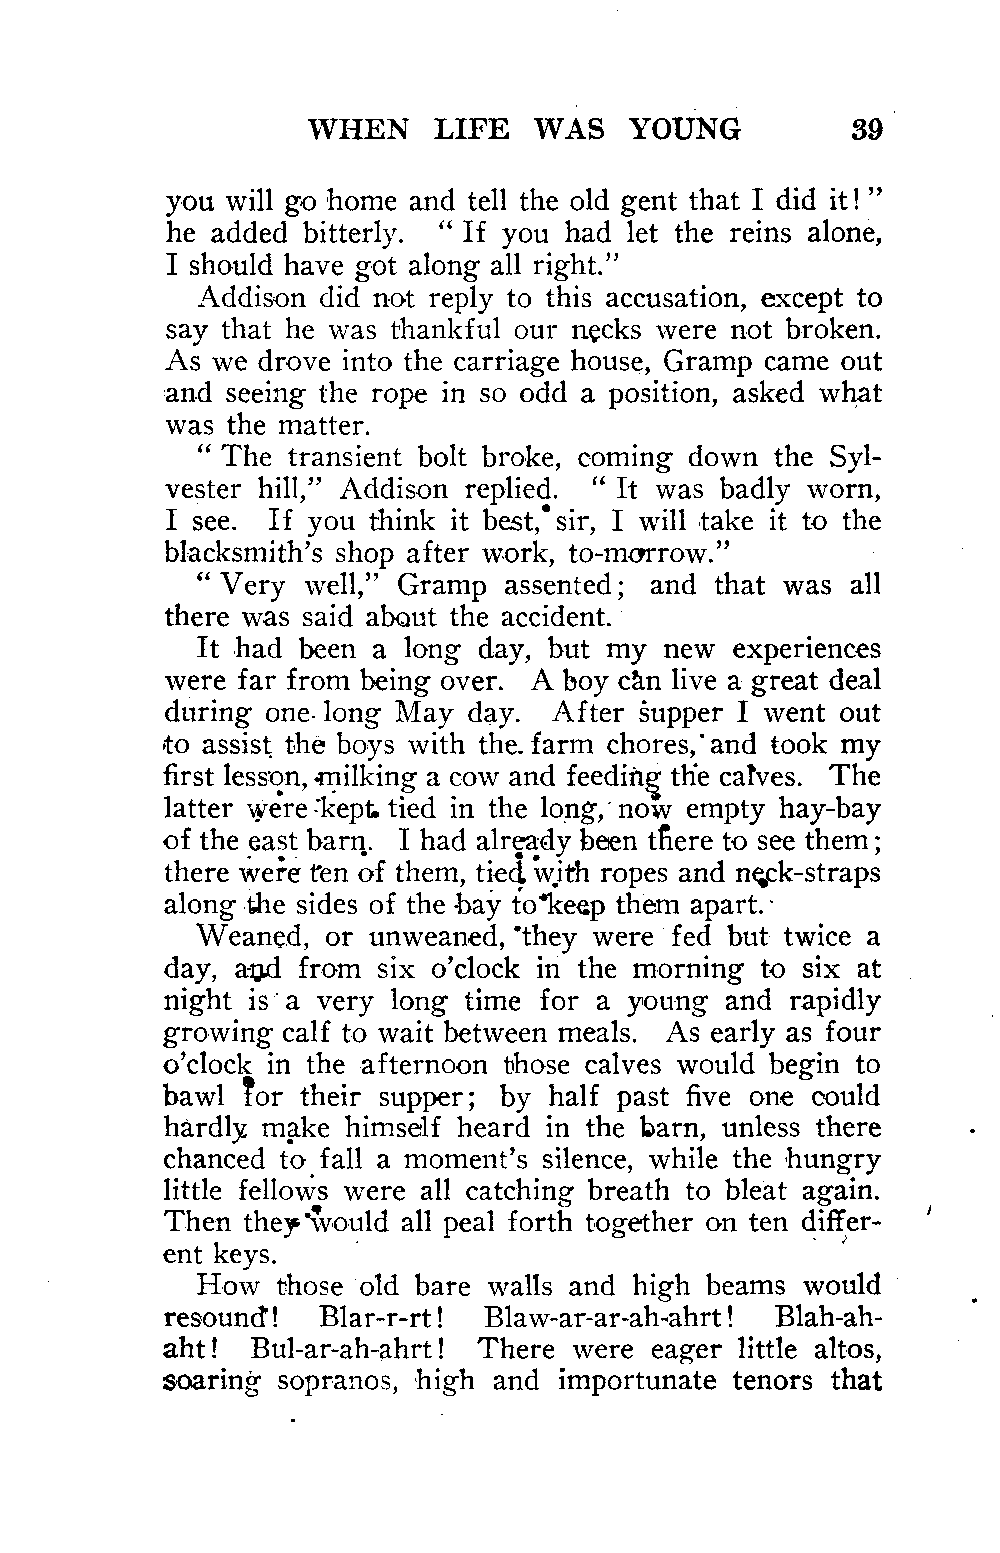 WHEN LIFE WAS YOUNG 39
you will go home and tell the old gent that I did it! ”
he added bitterly. “ If you had let the reins alone,
I should have got along all right.”
Addison did not reply to this accusation, except to
say that he was thankful our necks were not broken.
As we drove into the carriage house, Gramp came out
and seeing the rope in so odd a position, asked what
was the matter.
“ The transient bolt broke, coming down the Syl-
vester hill,” Addison replied. “ It was badly worn,
I see. If you think it best, sir, I will take it to the
blacksmith’s shop after work, to-morrow.”
“ Very well,” Gramp assented; and that was all
there was said about the accident.
It had been a long day, but my new experiences
were far from being over. A boy can live a great deal
during one long May day. After supper I went out
to assist the boys with the farm chores, and took my
first lesson, milking a cow and feeding the calves. The
latter were kept tied in the long, now empty hay-bay
of the east barn. I had already been there to see them;
there were ten of them, tied with ropes and neck-straps
along the sides of the bay to keep them apart.
Weaned, or unweaned, they were fed but twice a
day, and from six o’clock in the morning to six at
night is a very long time for a young and rapidly
growing calf to wait between meals. As early as four
o’clock in the afternoon those calves would begin to
bawl for their supper; by half past five one could
hardly make himself heard in the barn, unless there
chanced to fall a moment’s silence, while the hungry
little fellows were all catching breath to bleat again.
Then they would all peal forth together on ten differ-
ent keys.
How those old bare walls and high beams would
resound! Blar-r-rt! Blaw-ar-ar-ah-ahrt! Blah-ah-
aht! Bul-ar-ah-ahrt! There were eager little altos,
soaring sopranos, high and importunate tenors that